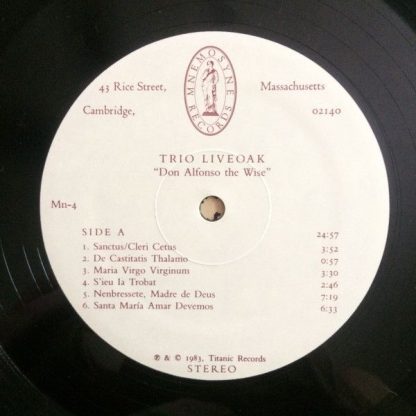 MNEMOSYNE RECORDS
43 Rice Street, Massachusetts
Cambridge, 02140
TRIO LIVEOAK
"Don Alfonso the Wise"
Mn-4
SIDE A 24:57
1. Sanctus/Cleri Cetus 3:52
2. De Castitatis Thalamo 0:57
3. Maria Virgo Virginum 3:30
4. S'ieu Ia Trobat 2:46
5. Nenbressete, Madre de Deus 7:19
6. Santa María Amar Devemos 6:33
℗ & © 1983, Titanic Records
STEREO